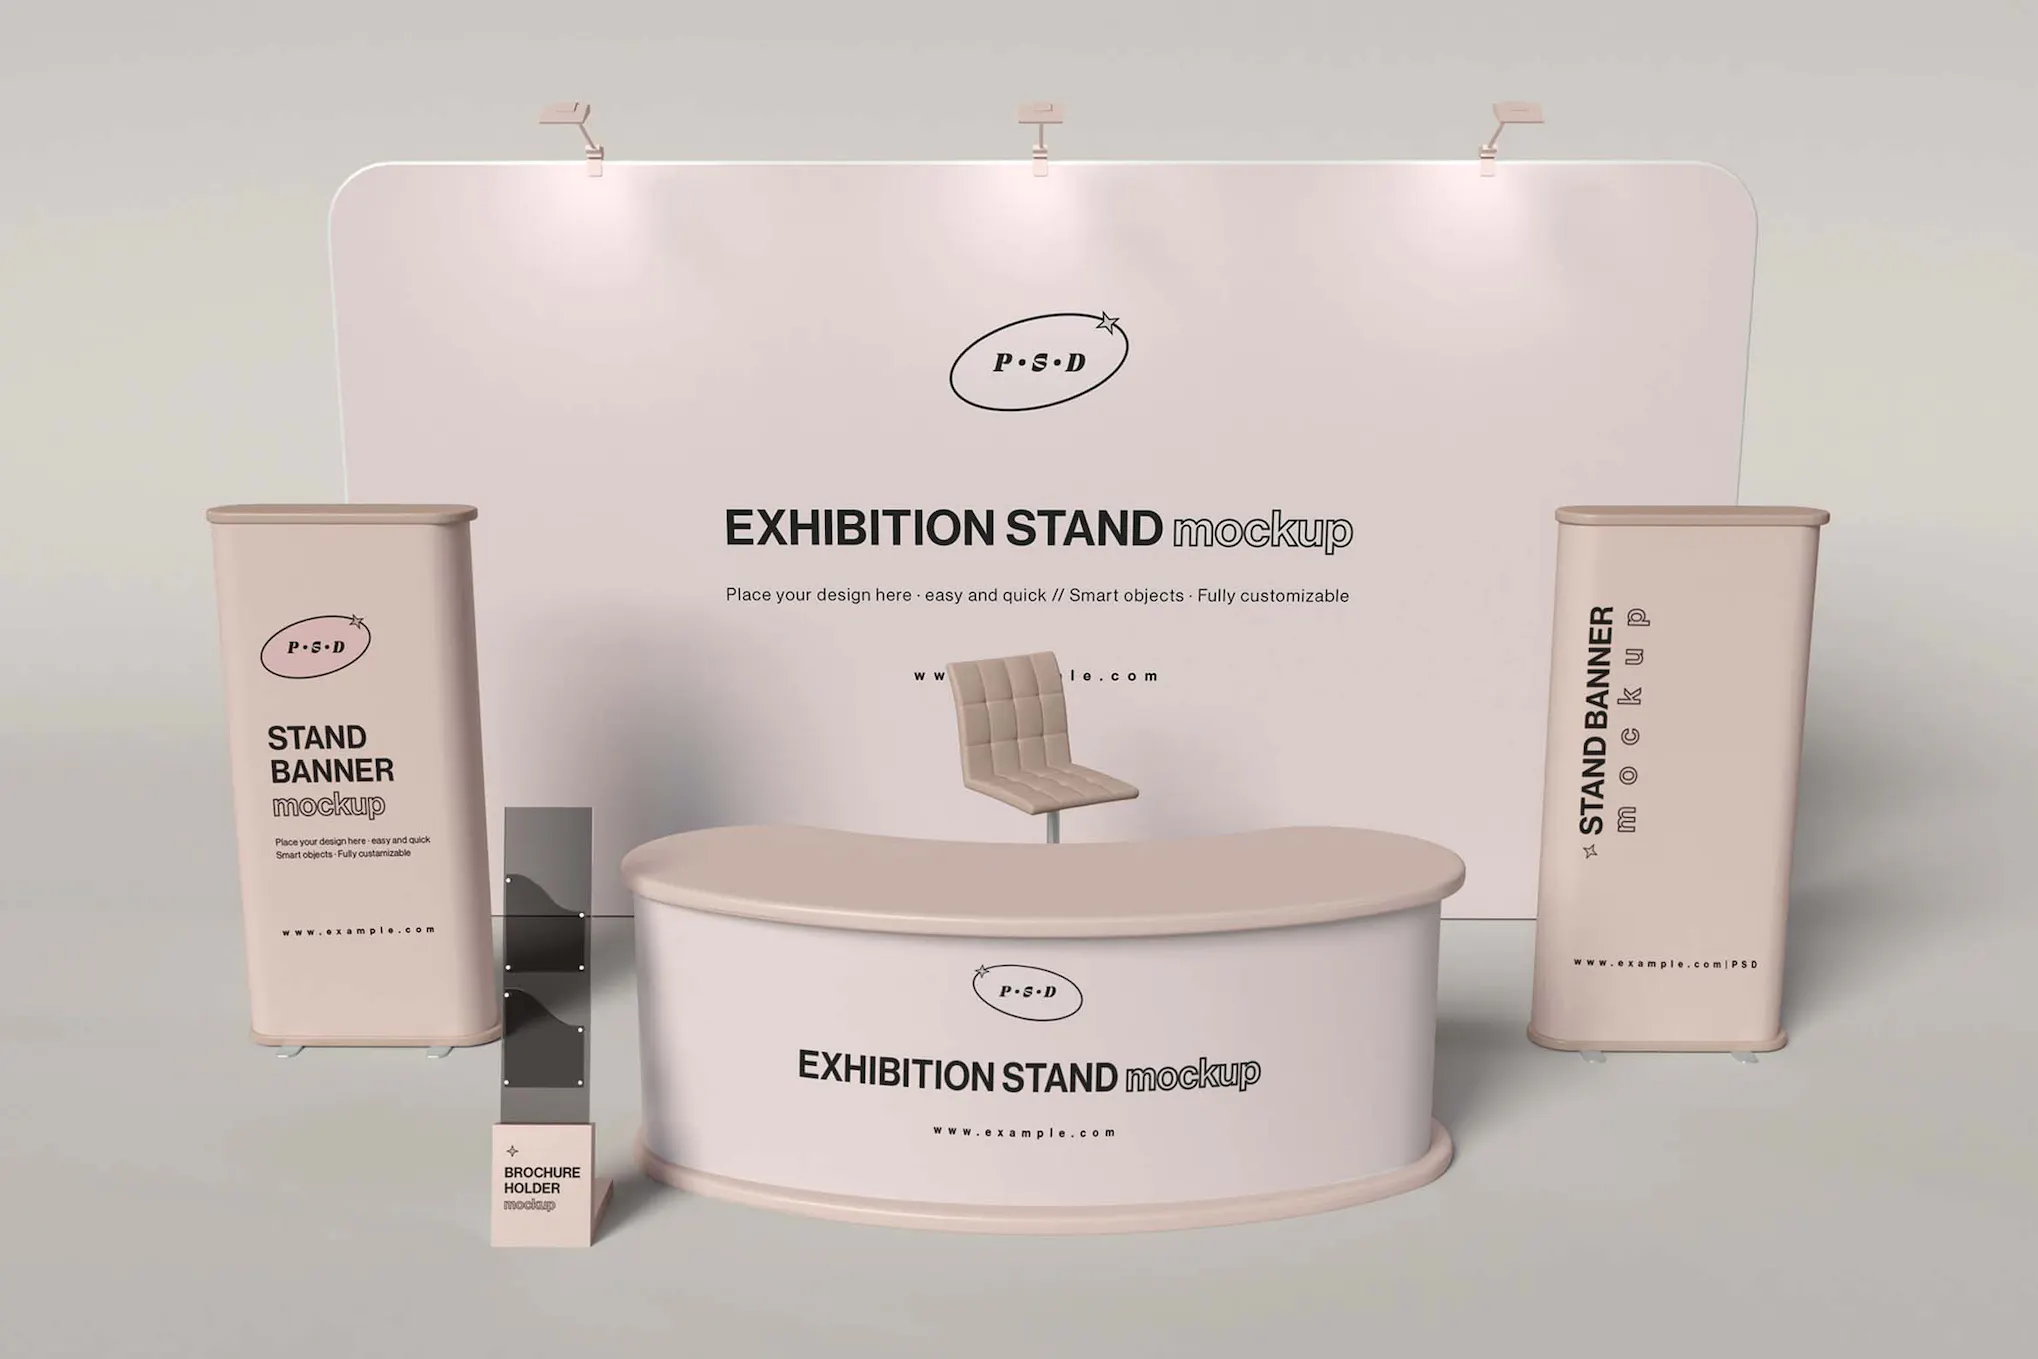 P·S·D
EXHIBITION STAND mockup
Place your design here · easy and quick // Smart objects · Fully customizable
ww le.com
P·S·D
STAND
BANNER
mockup
Place your design here · easy and quick
Smart objects · Fully custamizable
www.example.com
STAND BANNER
mockup
www.example.com|PSD
P·S·D
EXHIBITION STAND mockup
www.example.com
BROCHURE
HOLDER
mockup